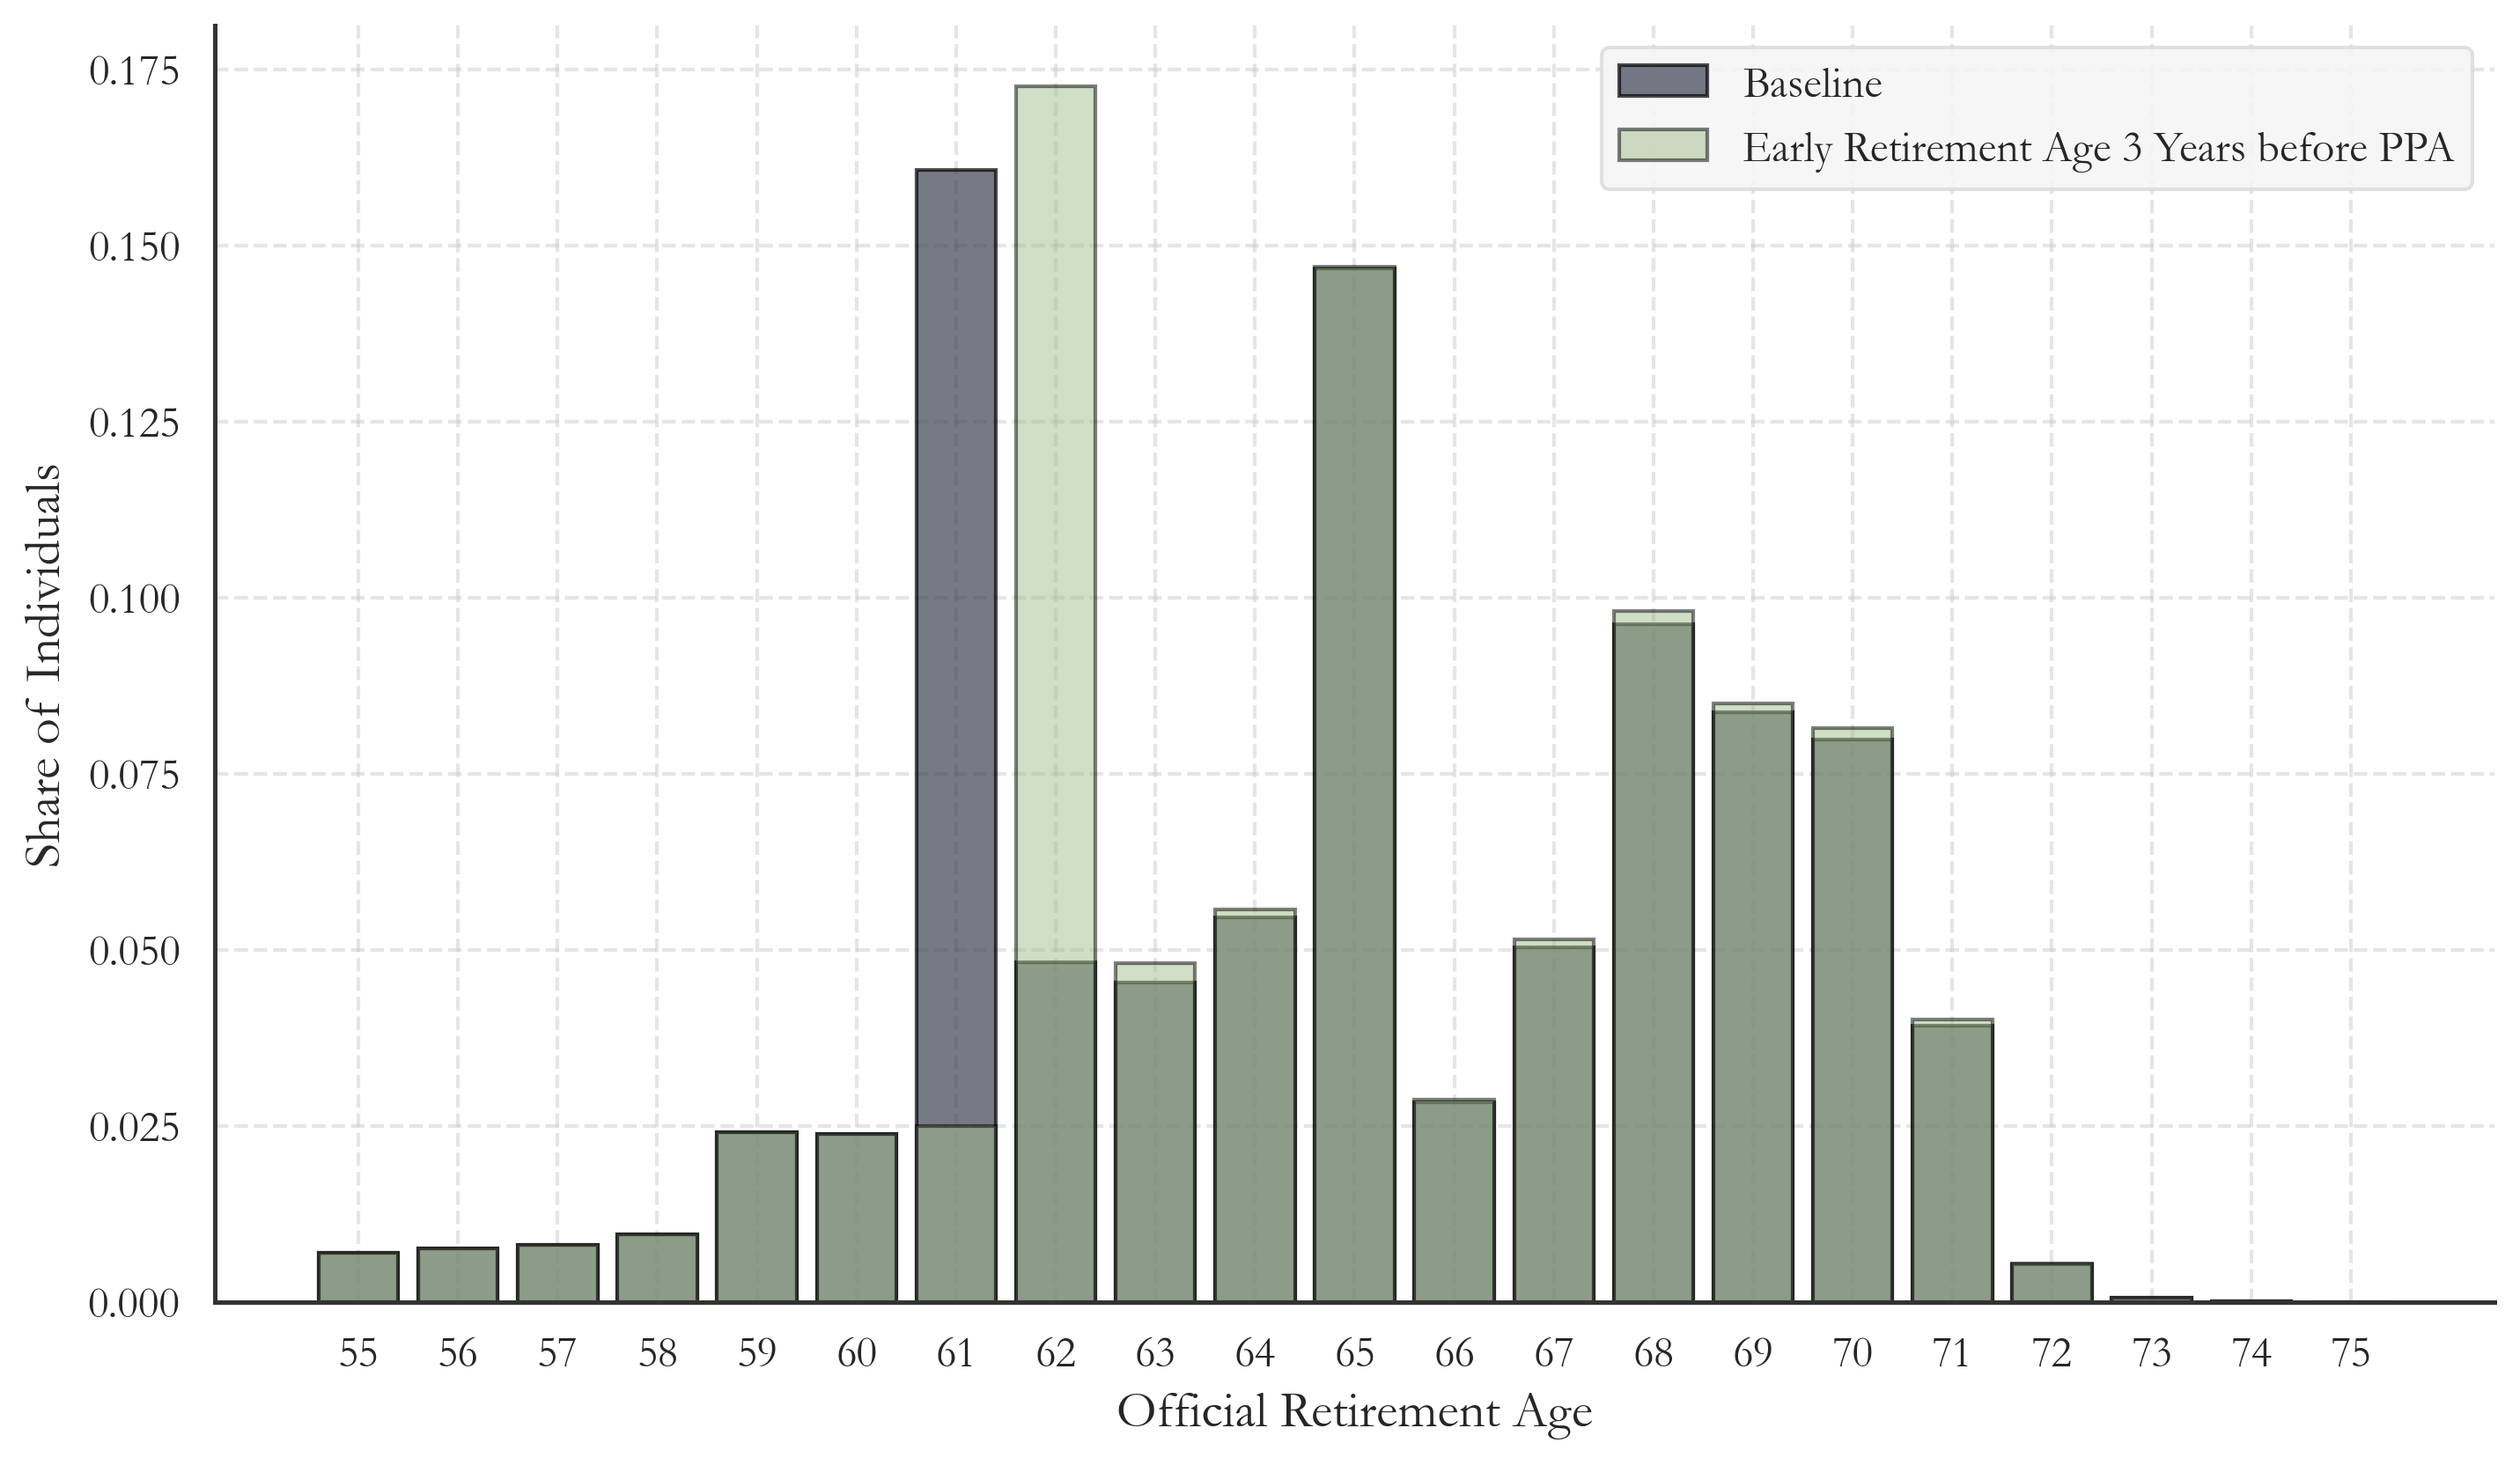 Baseline
Early Retirement Age 3 Years before PPA
Share of Individuals
0.175
0.150
0.125
0.100
0.075
0.050
0.025
0.000
55 56 57 58 59 60 61 62 63 64 65 66 67 68 69 70 71 72 73 74 75
Official Retirement Age